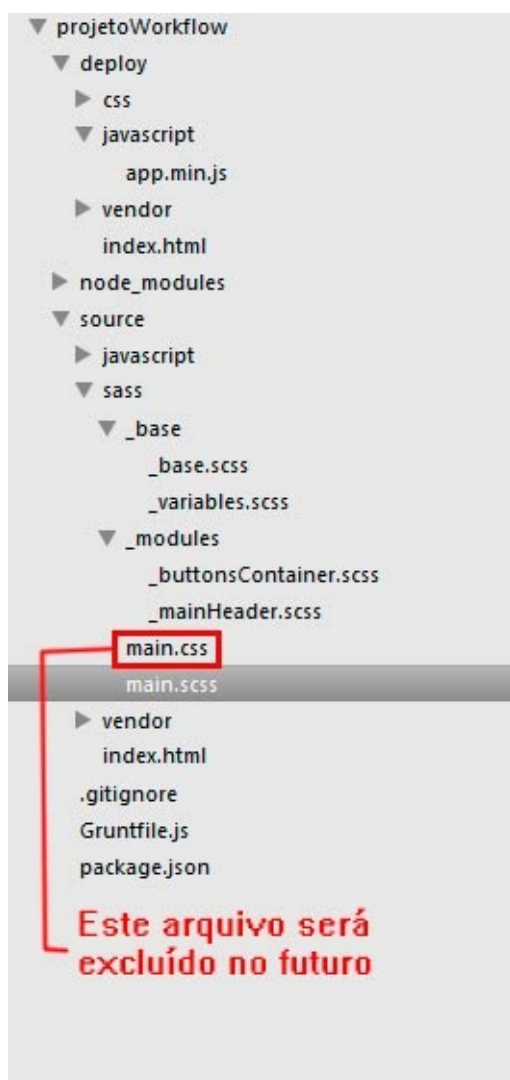 projetoWorkflow
deploy
css
javascript
app.min.js
vendor
index.html
node_modules
source
javascript
sass
_base
_base.scss
_variables.scss
_modules
_buttonsContainer.scss
_mainHeader.scss
main.css
main.scss
vendor
index.html
.gitignore
Gruntfile.js
package.json
Este arquivo será
excluído no futuro